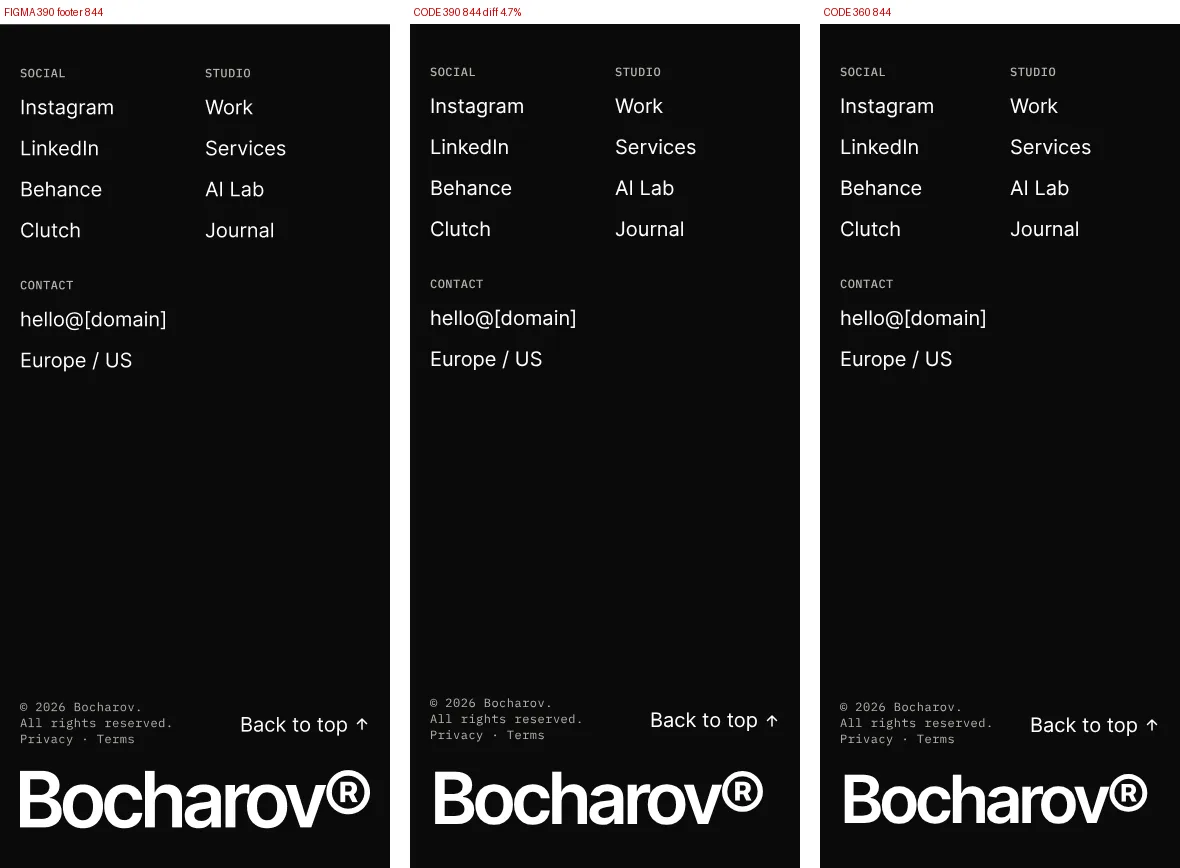 FIGMA 390 footer 844
SOCIAL STUDIO
Instagram Work
LinkedIn Services
Behance AI Lab
Clutch Journal
CONTACT
hello@[domain]
Europe / US
© 2026 Bocharov.
All rights reserved.
Privacy · Terms
Back to top ↑
Bocharov®
CODE 390 844 diff 4.7%
SOCIAL STUDIO
Instagram Work
LinkedIn Services
Behance AI Lab
Clutch Journal
CONTACT
hello@[domain]
Europe / US
© 2026 Bocharov.
All rights reserved.
Privacy · Terms
Back to top ↑
Bocharov®
CODE 360 844
SOCIAL STUDIO
Instagram Work
LinkedIn Services
Behance AI Lab
Clutch Journal
CONTACT
hello@[domain]
Europe / US
© 2026 Bocharov.
All rights reserved.
Privacy · Terms
Back to top ↑
Bocharov®